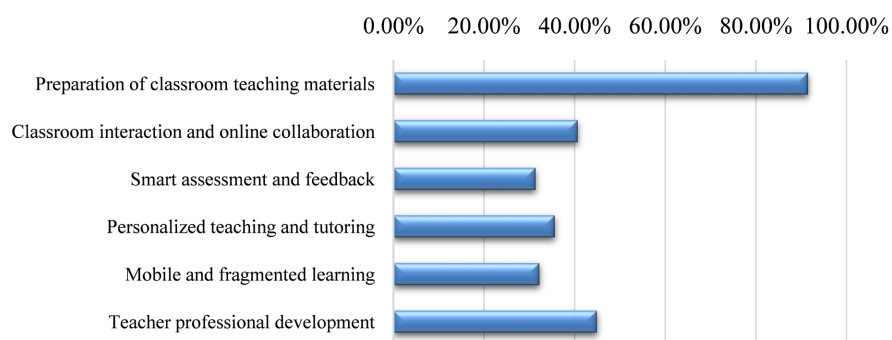 0.00% 20.00% 40.00% 60.00% 80.00% 100.00%
Preparation of classroom teaching materials
Classroom interaction and online collaboration
Smart assessment and feedback
Personalized teaching and tutoring
Mobile and fragmented learning
Teacher professional development